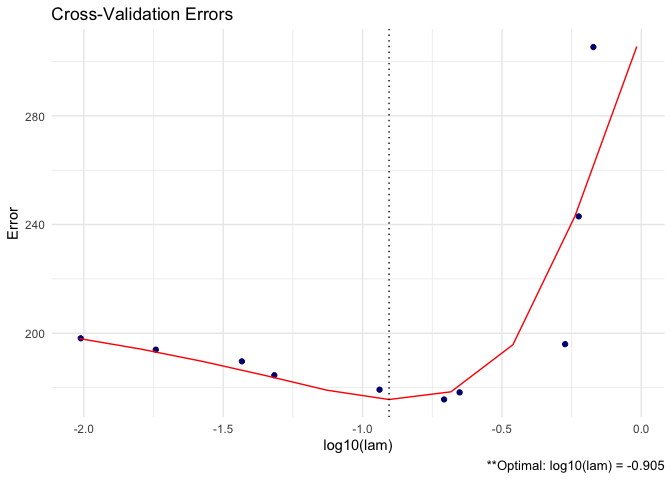 Cross-Validation Errors
Error
280
240
200
-2.0 -1.5 -1.0 -0.5 0.0
log10(lam)
**Optimal: log10(lam) = -0.905